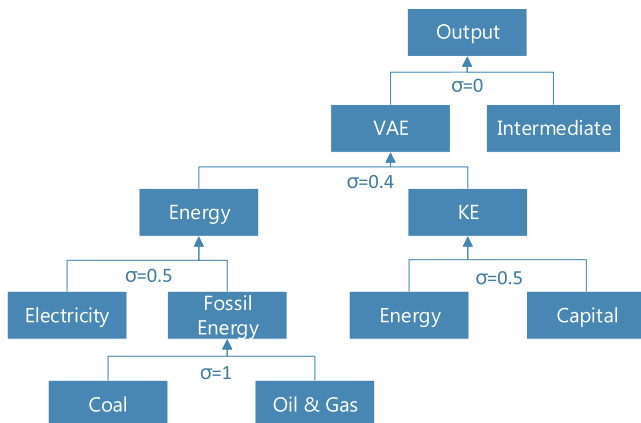 Output
σ=0
VAE
Intermediate
σ=0.4
Energy
KE
σ=0.5
σ=0.5
Electricity
Fossil
Energy
Energy
Capital
σ=1
Coal
Oil & Gas